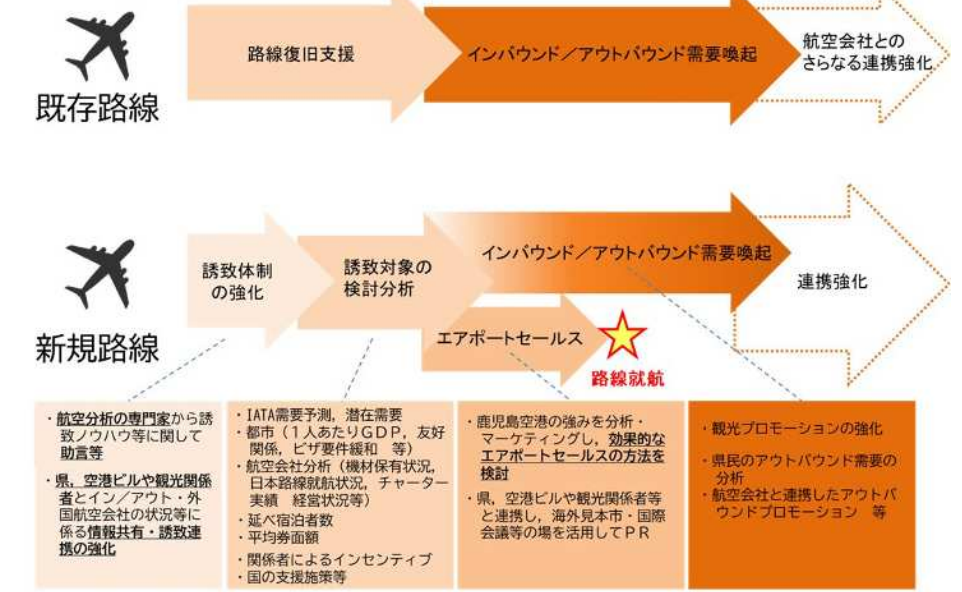 路線復旧支援
インバウンド／アウトバウンド需要喚起
航空会社との
さらなる連携強化
既存路線
誘致体制
の強化
誘致対象の
検討分析
インバウンド／アウトバウンド需要喚起
連携強化
エアポートセールス
新規路線
路線就航
・航空分析の専門家から誘
致ノウハウ等に関して
助言等
・県，空港ビルや観光関係
者とイン／アウト・外
国航空会社の状況等に
係る情報共有・誘致連
携の強化
・IATA需要予測，潜在需要
・都市（１人あたりＧＤＰ，友好
関係，ビザ要件緩和　等）
・航空会社分析（機材保有状況，
日本路線就航状況，チャーター
実績　経営状況等）
・延べ宿泊者数
・平均券面額
・関係者によるインセンティブ
・国の支援施策等
・鹿児島空港の強みを分析・
マーケティングし，効果的な
エアポートセールスの方法を
検討
・県，空港ビルや観光関係者等
と連携し，海外見本市・国際
会議等の場を活用してＰＲ
・観光プロモーションの強化
・県民のアウトバウンド需要の
分析
・航空会社と連携したアウトバ
ウンドプロモーション　等